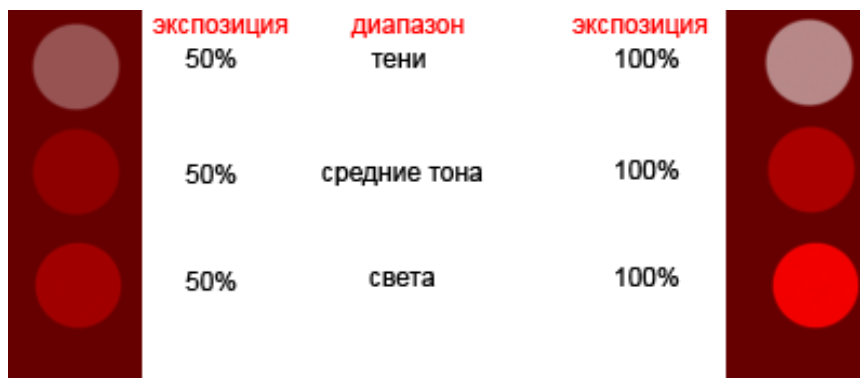 экспозиция диапазон экспозиция
50% тени 100%
50% средние тона 100%
50% света 100%